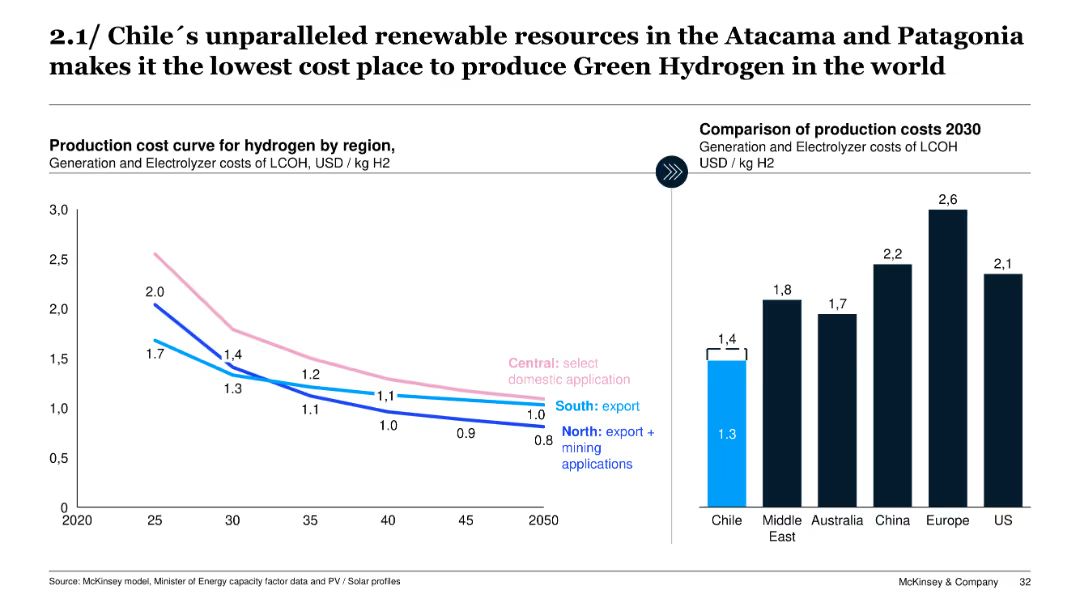 2.1/ Chile´s unparalleled renewable resources in the Atacama and Patagonia
makes it the lowest cost place to produce Green Hydrogen in the world
Production cost curve for hydrogen by region,
Generation and Electrolyzer costs of LCOH, USD / kg H2
3,0
2,5
2,0
1,5
1,0
0,5
0
2020
25
30
35
40
45
2050
2.0
1.7
1,4
1.3
1.2
1.1
1,1
1.0
0.9
1.0
0.8
Central: select
domestic application
South: export
North: export +
mining
applications
Comparison of production costs 2030
Generation and Electrolyzer costs of LCOH
USD / kg H2
1,4
1.3
1,8
1,7
2,2
2,6
2,1
Chile
Middle
East
Australia
China
Europe
US
Source: McKinsey model, Minister of Energy capacity factor data and PV / Solar profiles
McKinsey & Company
32